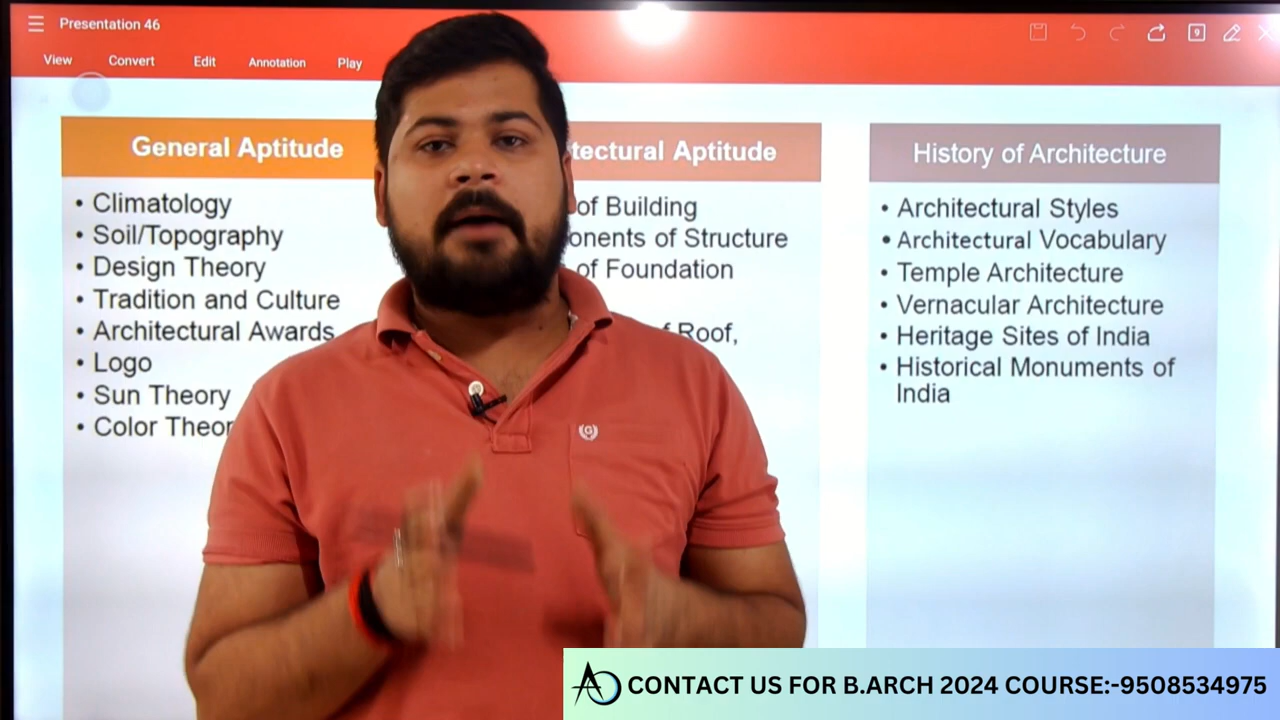 Presentation 46
View Convert Edit Annotation Play
9
General Aptitude
• Climatology
• Soil/Topography
• Design Theory
• Tradition and Culture
• Architectural Awards
• Logo
• Sun Theory
• Color Theor
tectural Aptitude
of Building
onents of Structure
of Foundation
f Roof,
History of Architecture
• Architectural Styles
• Architectural Vocabulary
• Temple Architecture
• Vernacular Architecture
• Heritage Sites of India
• Historical Monuments of
India
G
CONTACT US FOR B.ARCH 2024 COURSE:-9508534975